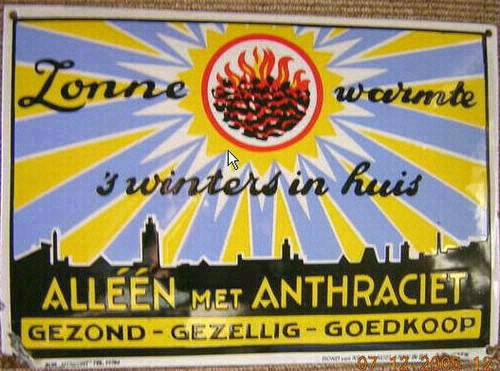 Zonne warmte
's winters in huis
ALLÉÉN MET ANTHRACIET
GEZOND - GEZELLIG - GOEDKOOP